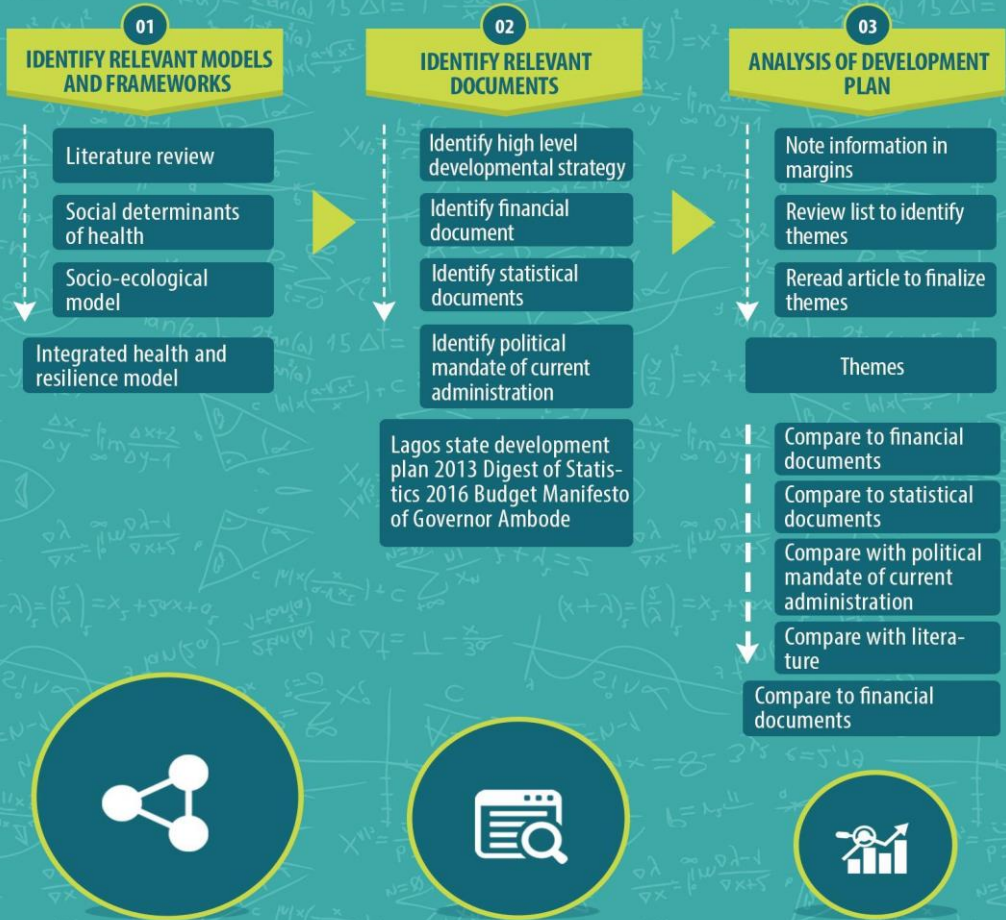 01
IDENTIFY RELEVANT MODELS
AND FRAMEWORKS
Literature review
Social determinants
of health
Socio-ecological
model
Integrated health and
resilience model
02
IDENTIFY RELEVANT
DOCUMENTS
Identify high level
developmental strategy
Identify financial
document
Identify statistical
documents
Identify political
mandate of current
administration
Lagos state development
plan 2013 Digest of Statis-
tics 2016 Budget Manifesto
of Governor Ambode
03
ANALYSIS OF DEVELOPMENT
PLAN
Note information in
margins
Review list to identify
themes
Reread article to finalize
themes
Themes
Compare to financial
documents
Compare to statistical
documents
Compare with political
mandate of current
administration
Compare with litera-
ture
Compare to financial
documents